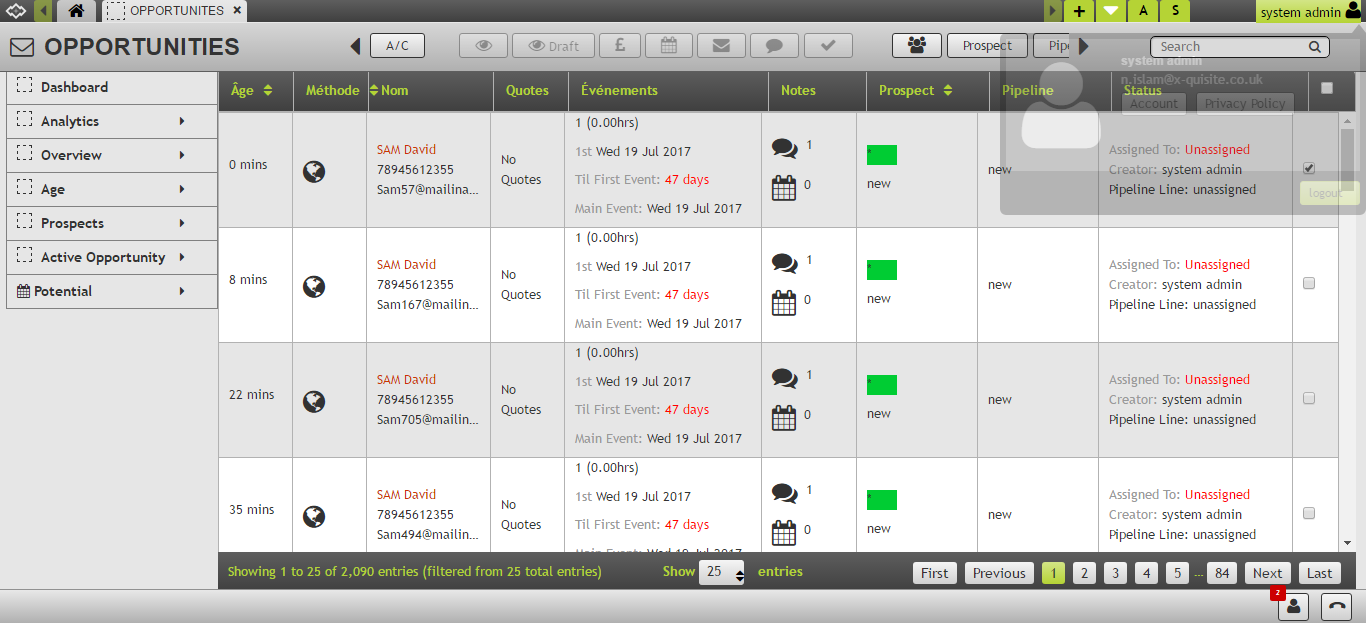 OPPORTUNITES ×
+
A
S
system admin
OPPORTUNITIES
A/C
Draft
£
Prospect
Pipe
Search
system admin
n.islam@x-quisite.co.uk
Account
Privacy Policy
logout
Dashboard
Analytics
Overview
Age
Prospects
Active Opportunity
Potential
Âge
Méthode
Nom
Quotes
Événements
Notes
Prospect
Pipeline
Status
0 mins
SAM David
78945612355
Sam57@mailina...
No
Quotes
1 (0.00hrs)
1st Wed 19 Jul 2017
Til First Event: 47 days
Main Event: Wed 19 Jul 2017
1
0
*
new
new
Assigned To: Unassigned
Creator: system admin
Pipeline Line: unassigned
8 mins
SAM David
78945612355
Sam167@mailin...
No
Quotes
1 (0.00hrs)
1st Wed 19 Jul 2017
Til First Event: 47 days
Main Event: Wed 19 Jul 2017
1
0
*
new
new
Assigned To: Unassigned
Creator: system admin
Pipeline Line: unassigned
22 mins
SAM David
78945612355
Sam705@mailin...
No
Quotes
1 (0.00hrs)
1st Wed 19 Jul 2017
Til First Event: 47 days
Main Event: Wed 19 Jul 2017
1
0
*
new
new
Assigned To: Unassigned
Creator: system admin
Pipeline Line: unassigned
35 mins
SAM David
78945612355
Sam494@mailin...
No
Quotes
1 (0.00hrs)
1st Wed 19 Jul 2017
Til First Event: 47 days
Main Event: Wed 19 Jul 2017
1
0
*
new
new
Assigned To: Unassigned
Creator: system admin
Pipeline Line: unassigned
Showing 1 to 25 of 2,090 entries (filtered from 25 total entries)
Show 25 entries
First Previous 1 2 3 4 5 ... 84 Next Last
2